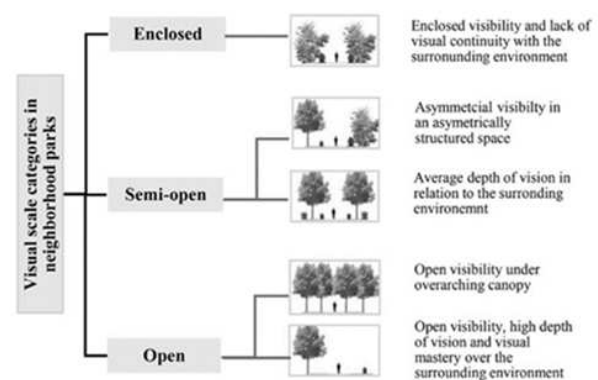 Visual scale categories in
neighborhood parks
Enclosed
Enclosed visibility and lack of
visual continuity with the
surronunding environment
Semi-open
Asymmetcial visibilty in
an asymetrically
structured space
Average depth of vision in
relation to the surronding
environemnt
Open
Open visibility under
overarching canopy
Open visibility, high depth
of vision and visual
mastery over the
surrounding environment